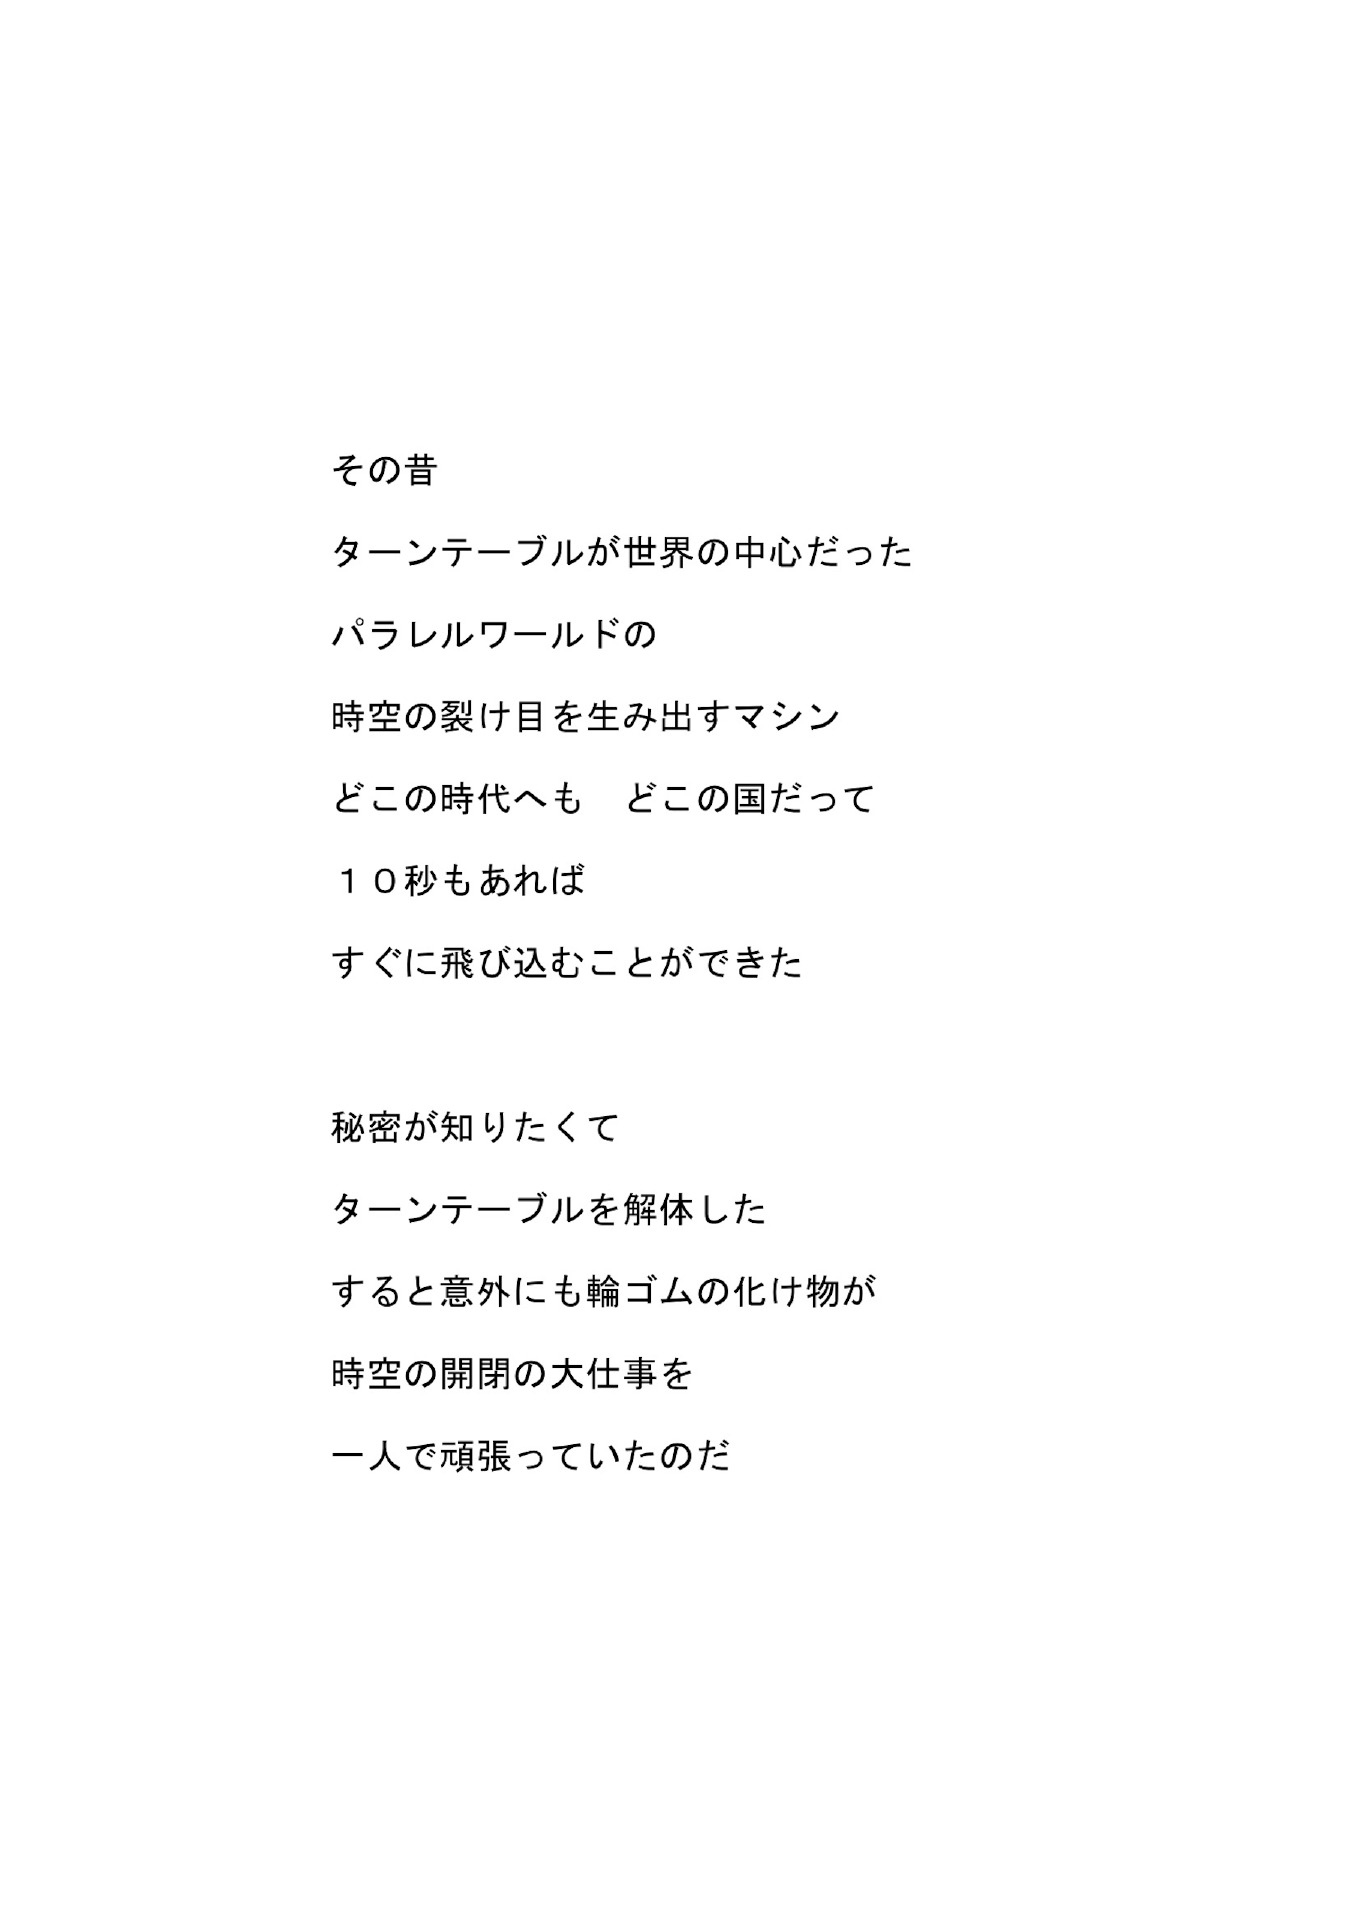 その昔
ターンテーブルが世界の中心だった
パラレルワールドの
時空の裂け目を生み出すマシン
どこの時代へも　どこの国だって
１０秒もあれば
すぐに飛び込むことができた
秘密が知りたくて
ターンテーブルを解体した
すると意外にも輪ゴムの化け物が
時空の開閉の大仕事を
一人で頑張っていたのだ